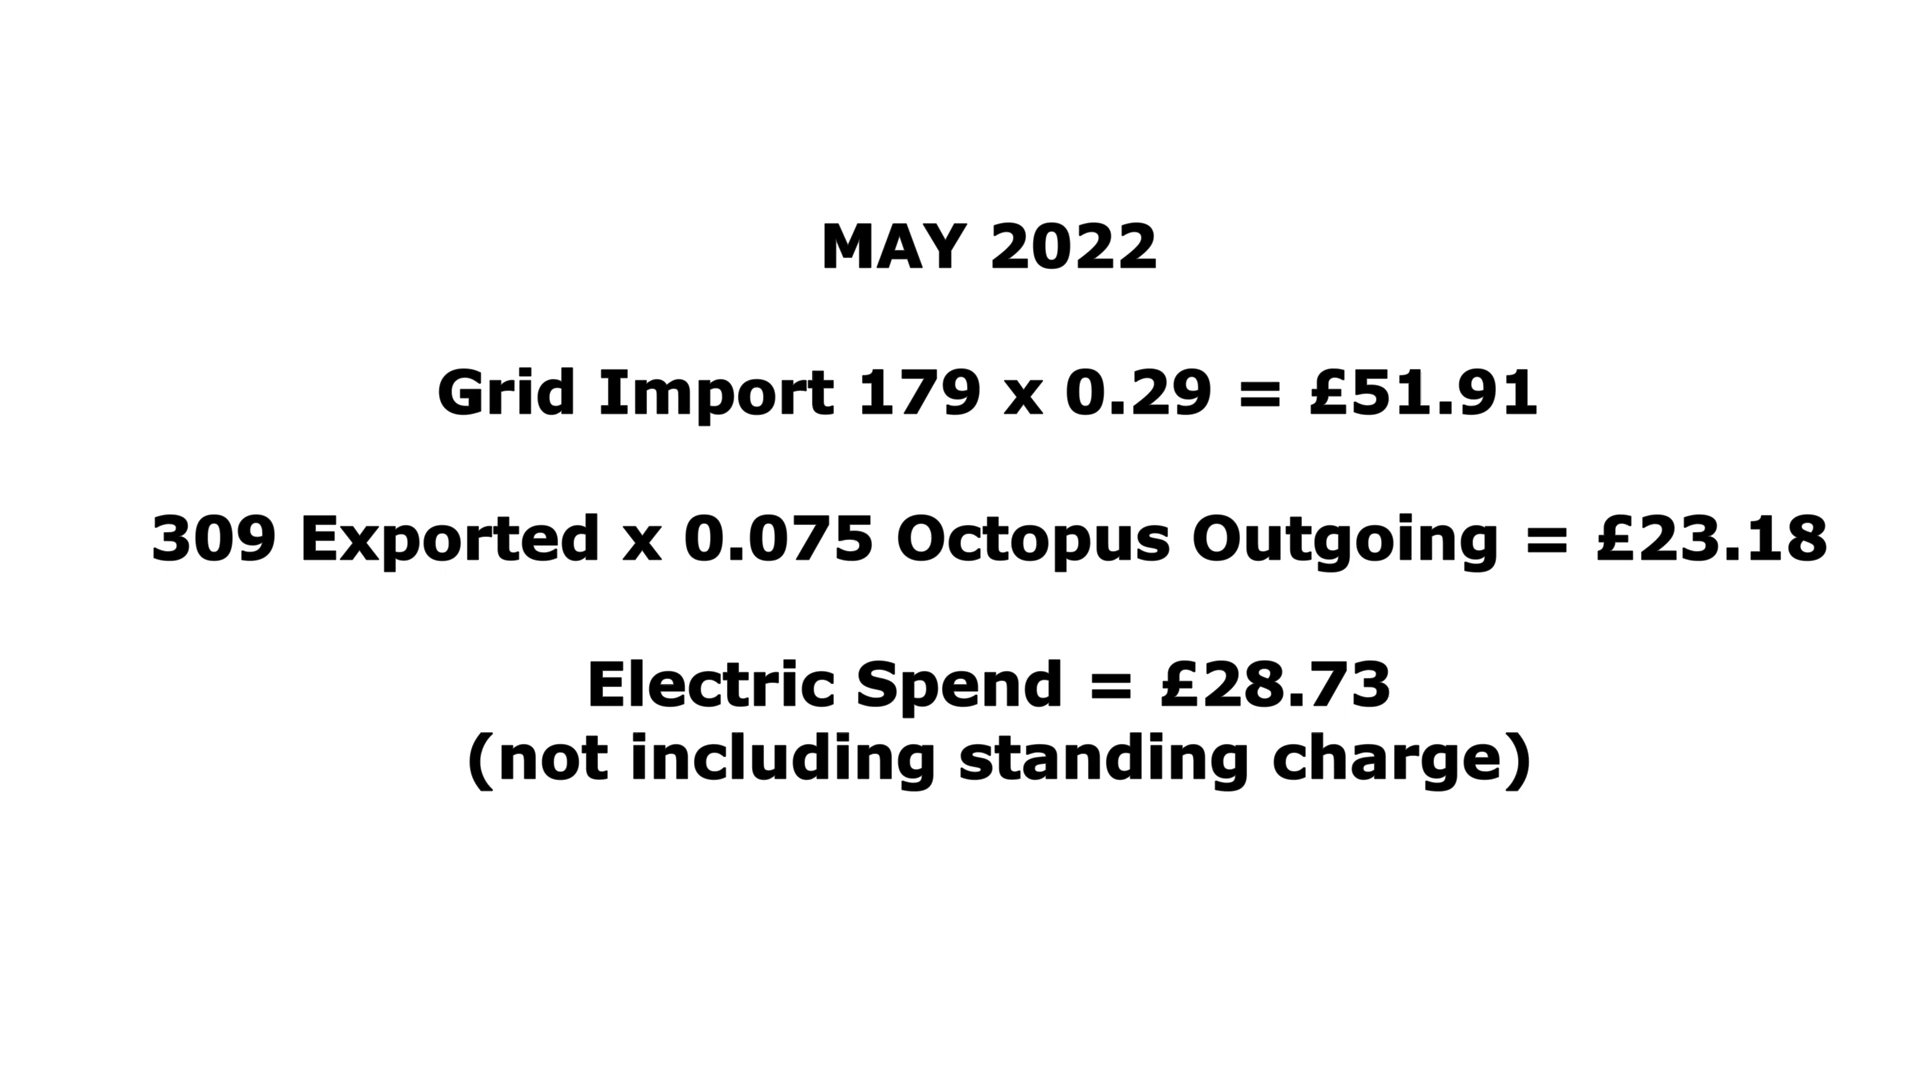 MAY 2022
Grid Import 179 x 0.29 = £51.91
309 Exported x 0.075 Octopus Outgoing = £23.18
Electric Spend = £28.73
(not including standing charge)